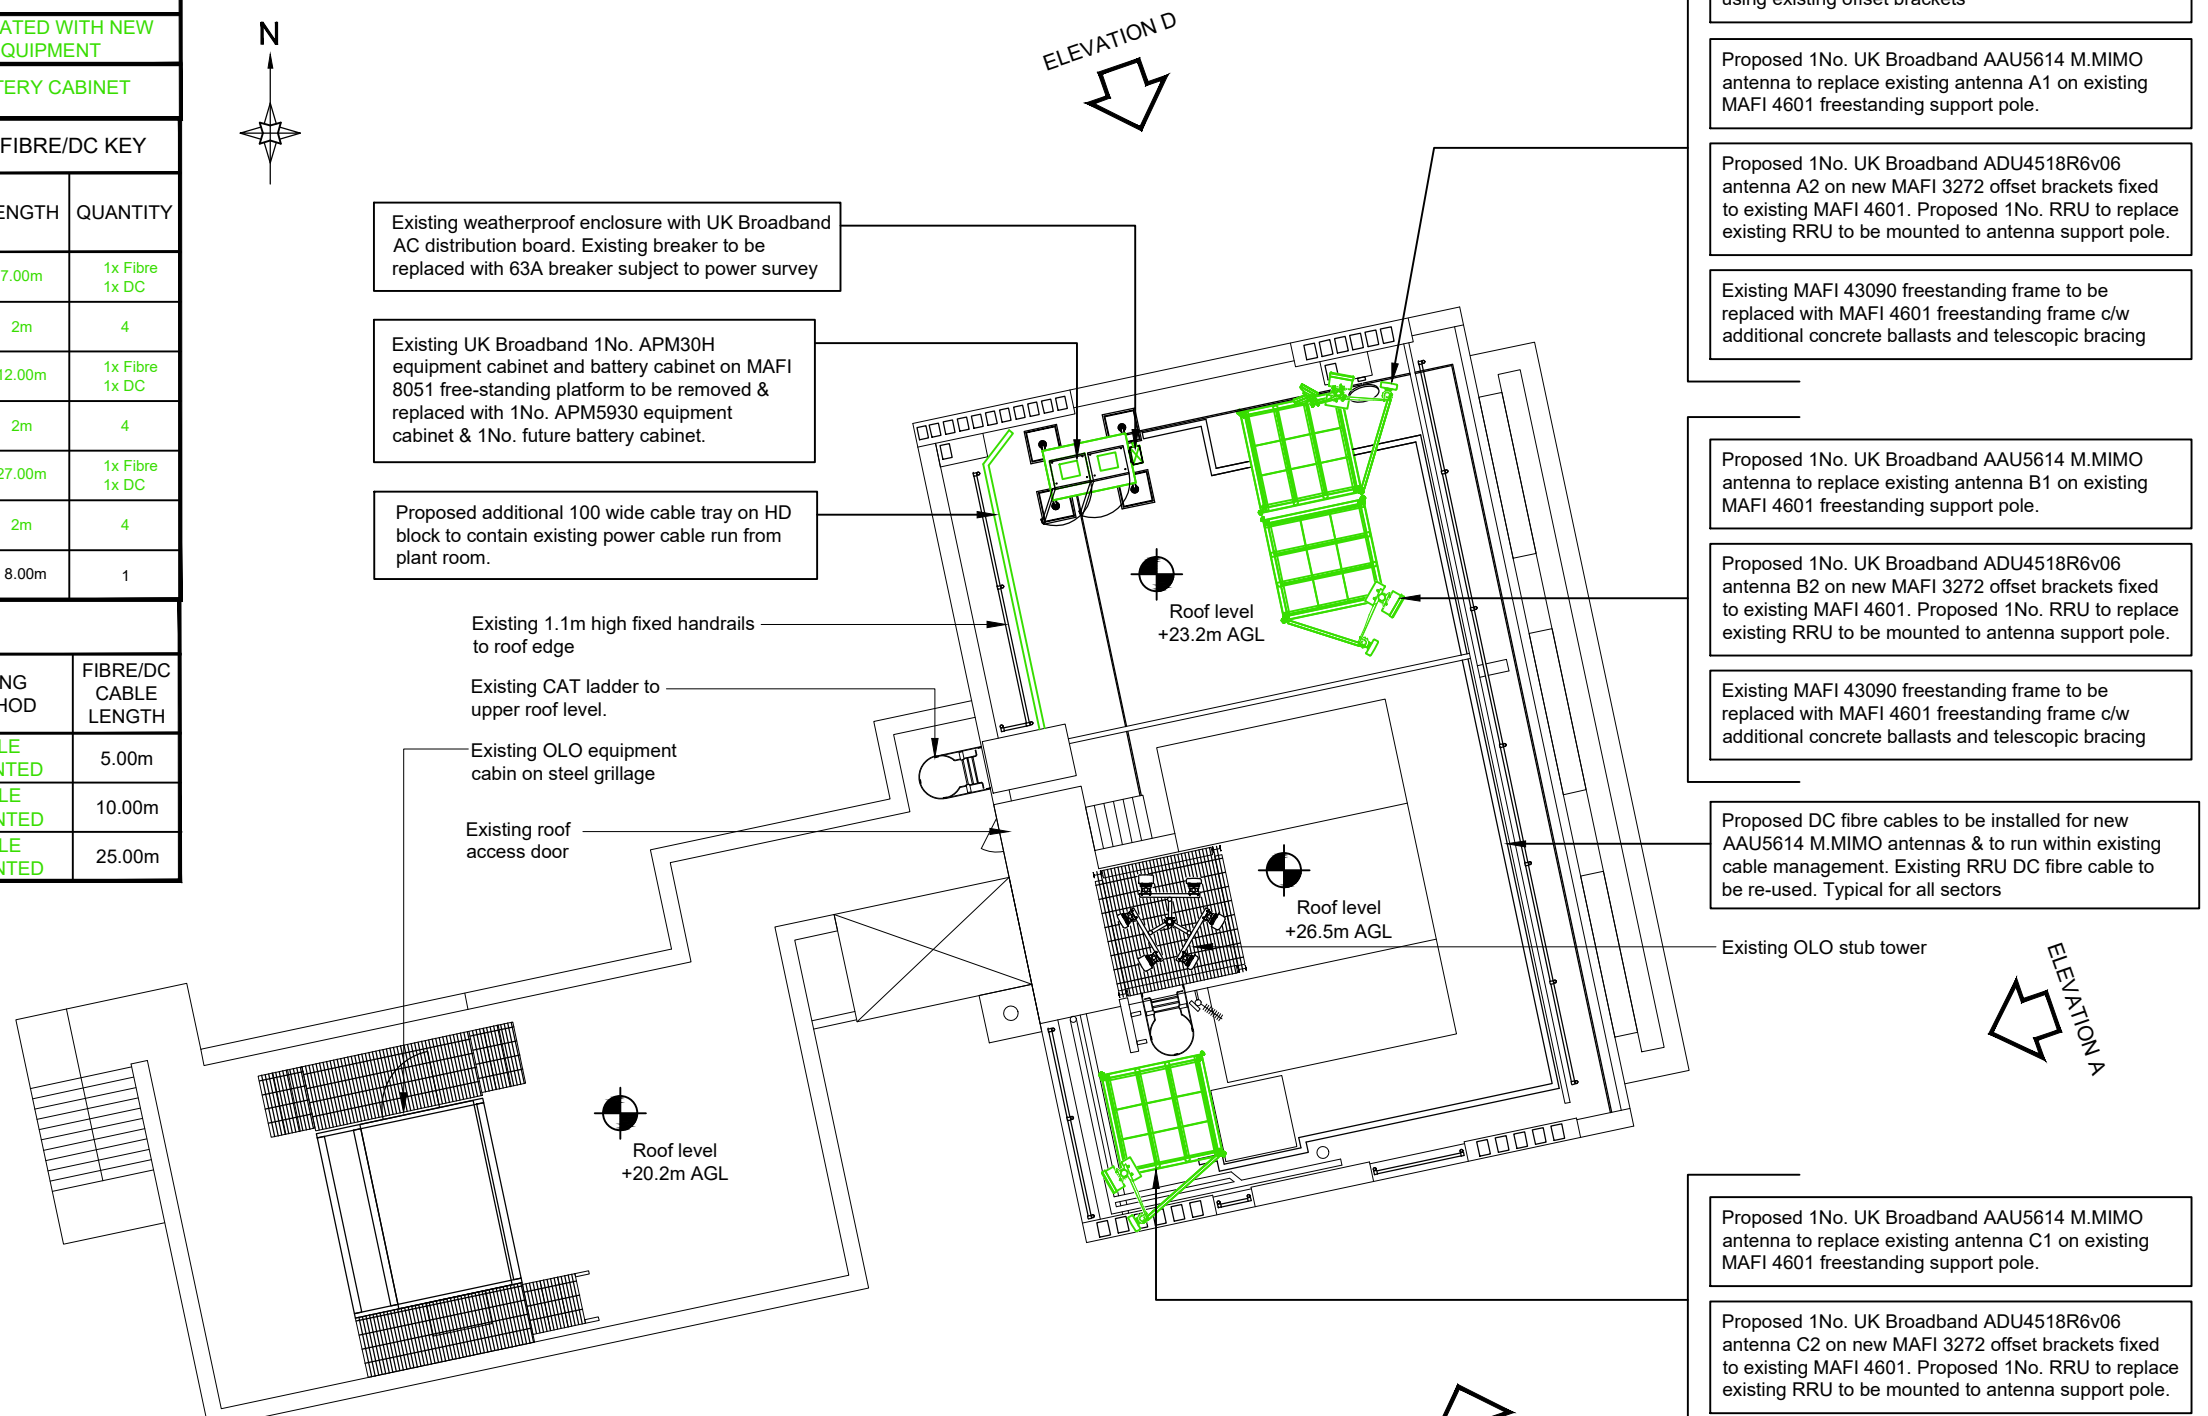 ATED WITH NEW
QUIPMENT
TERY CABINET
FIBRE/DC KEY
ENGTH QUANTITY
7.00m 1x Fibre
1x DC
2m 4
12.00m 1x Fibre
1x DC
2m 4
27.00m 1x Fibre
1x DC
2m 4
8.00m 1
NG
HOD
FIBRE/DC
CABLE
LENGTH
LE
NTED
5.00m
LE
NTED
10.00m
LE
NTED
25.00m
N
ELEVATION D
Existing weatherproof enclosure with UK Broadband
AC distribution board. Existing breaker to be
replaced with 63A breaker subject to power survey
Existing UK Broadband 1No. APM30H
equipment cabinet and battery cabinet on MAFI
8051 free-standing platform to be removed &
replaced with 1No. APM5930 equipment
cabinet & 1No. future battery cabinet.
Proposed additional 100 wide cable tray on HD
block to contain existing power cable run from
plant room.
Existing 1.1m high fixed handrails
to roof edge
Existing CAT ladder to
upper roof level.
Existing OLO equipment
cabin on steel grillage
Existing roof
access door
Roof level
+23.2m AGL
Roof level
+26.5m AGL
Roof level
+20.2m AGL
using existing offset brackets
Proposed 1No. UK Broadband AAU5614 M.MIMO
antenna to replace existing antenna A1 on existing
MAFI 4601 freestanding support pole.
Proposed 1No. UK Broadband ADU4518R6v06
antenna A2 on new MAFI 3272 offset brackets fixed
to existing MAFI 4601. Proposed 1No. RRU to replace
existing RRU to be mounted to antenna support pole.
Existing MAFI 43090 freestanding frame to be
replaced with MAFI 4601 freestanding frame c/w
additional concrete ballasts and telescopic bracing
Proposed 1No. UK Broadband AAU5614 M.MIMO
antenna to replace existing antenna B1 on existing
MAFI 4601 freestanding support pole.
Proposed 1No. UK Broadband ADU4518R6v06
antenna B2 on new MAFI 3272 offset brackets fixed
to existing MAFI 4601. Proposed 1No. RRU to replace
existing RRU to be mounted to antenna support pole.
Existing MAFI 43090 freestanding frame to be
replaced with MAFI 4601 freestanding frame c/w
additional concrete ballasts and telescopic bracing
Proposed DC fibre cables to be installed for new
AAU5614 M.MIMO antennas & to run within existing
cable management. Existing RRU DC fibre cable to
be re-used. Typical for all sectors
Existing OLO stub tower
ELEVATION A
Proposed 1No. UK Broadband AAU5614 M.MIMO
antenna to replace existing antenna C1 on existing
MAFI 4601 freestanding support pole.
Proposed 1No. UK Broadband ADU4518R6v06
antenna C2 on new MAFI 3272 offset brackets fixed
to existing MAFI 4601. Proposed 1No. RRU to replace
existing RRU to be mounted to antenna support pole.